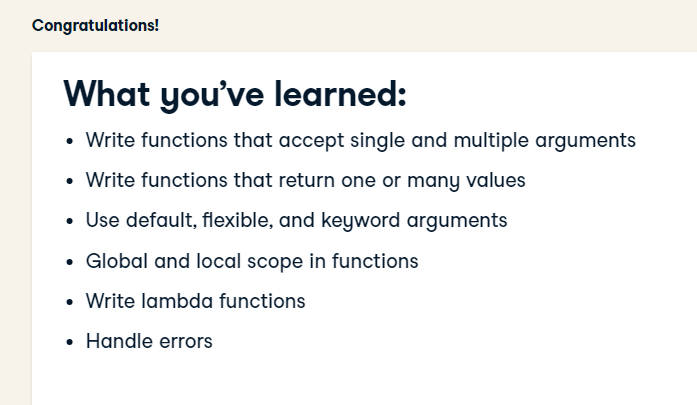 Congratulations!
What you’ve learned:
• Write functions that accept single and multiple arguments
• Write functions that return one or many values
• Use default, flexible, and keyword arguments
• Global and local scope in functions
• Write lambda functions
• Handle errors